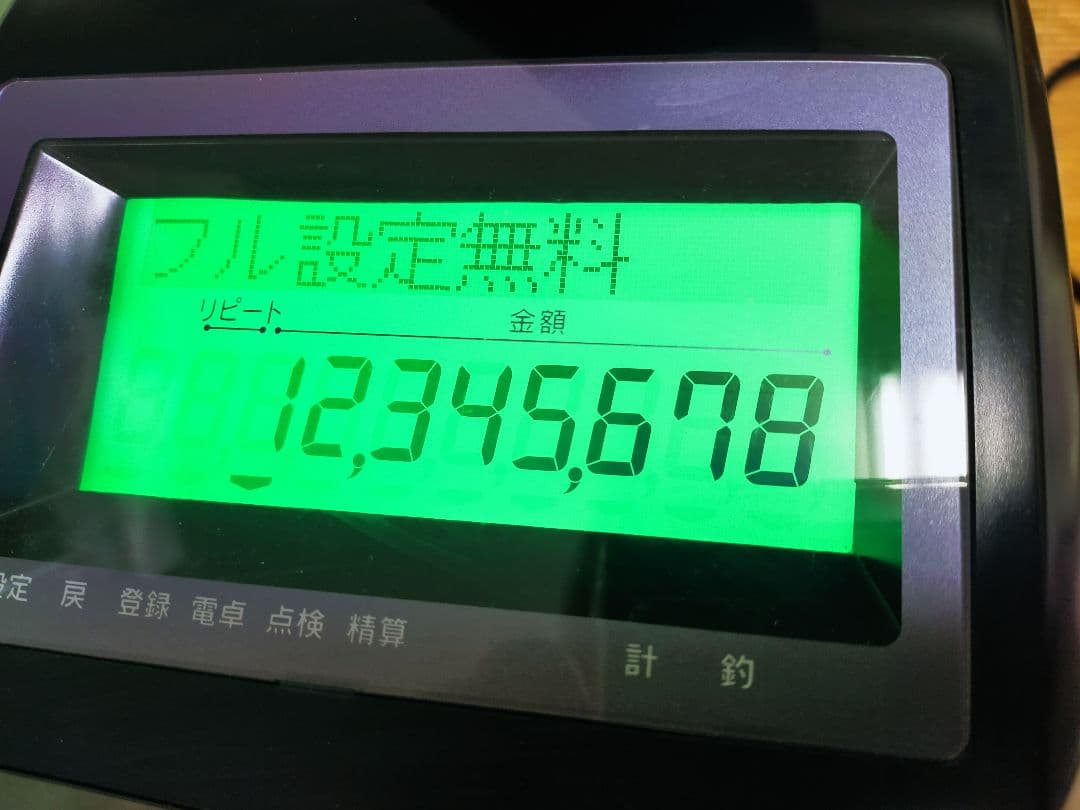 フル設定無料
リピート 金額
12,345,678
設定 戻 登録 電卓 点検 精算 計 釣